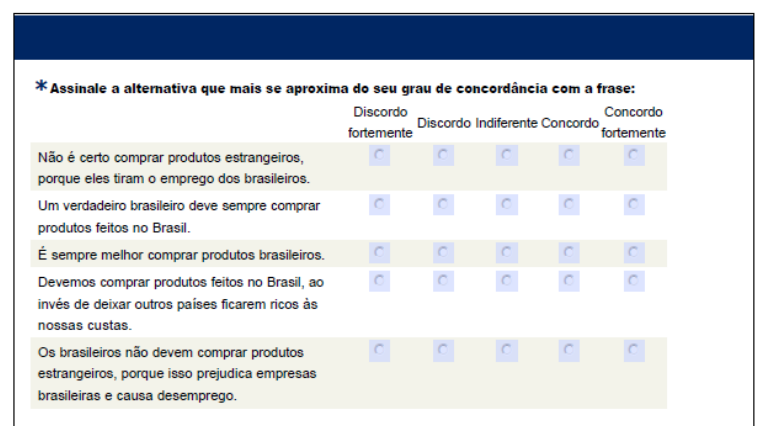 *Assinale a alternativa que mais se aproxima do seu grau de concordância com a frase:
Discordo fortemente Discordo Indiferente Concordo Concordo fortemente
Não é certo comprar produtos estrangeiros,
porque eles tiram o emprego dos brasileiros.
Um verdadeiro brasileiro deve sempre comprar
produtos feitos no Brasil.
É sempre melhor comprar produtos brasileiros.
Devemos comprar produtos feitos no Brasil, ao
invés de deixar outros países ficarem ricos às
nossas custas.
Os brasileiros não devem comprar produtos
estrangeiros, porque isso prejudica empresas
brasileiras e causa desemprego.